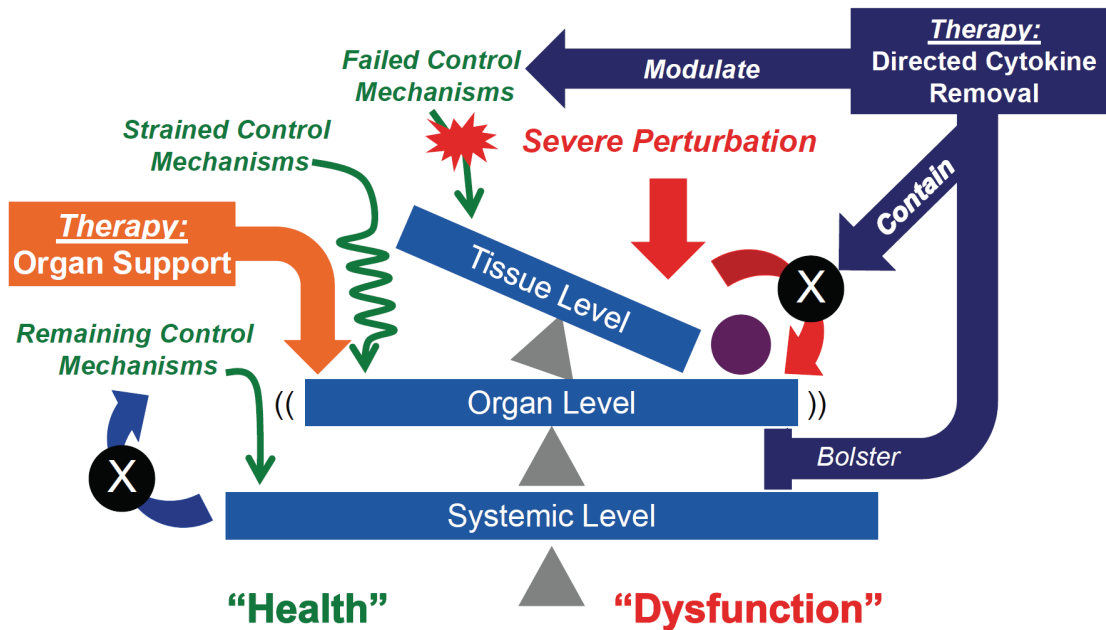 Therapy:
Directed Cytokine
Removal
Modulate
Failed Control
Mechanisms
Strained Control
Mechanisms
Severe Perturbation
Contain
Therapy:
Organ Support
Tissue Level
X
Remaining Control
Mechanisms
(( Organ Level ))
Bolster
X
Systemic Level
“Health”
“Dysfunction”